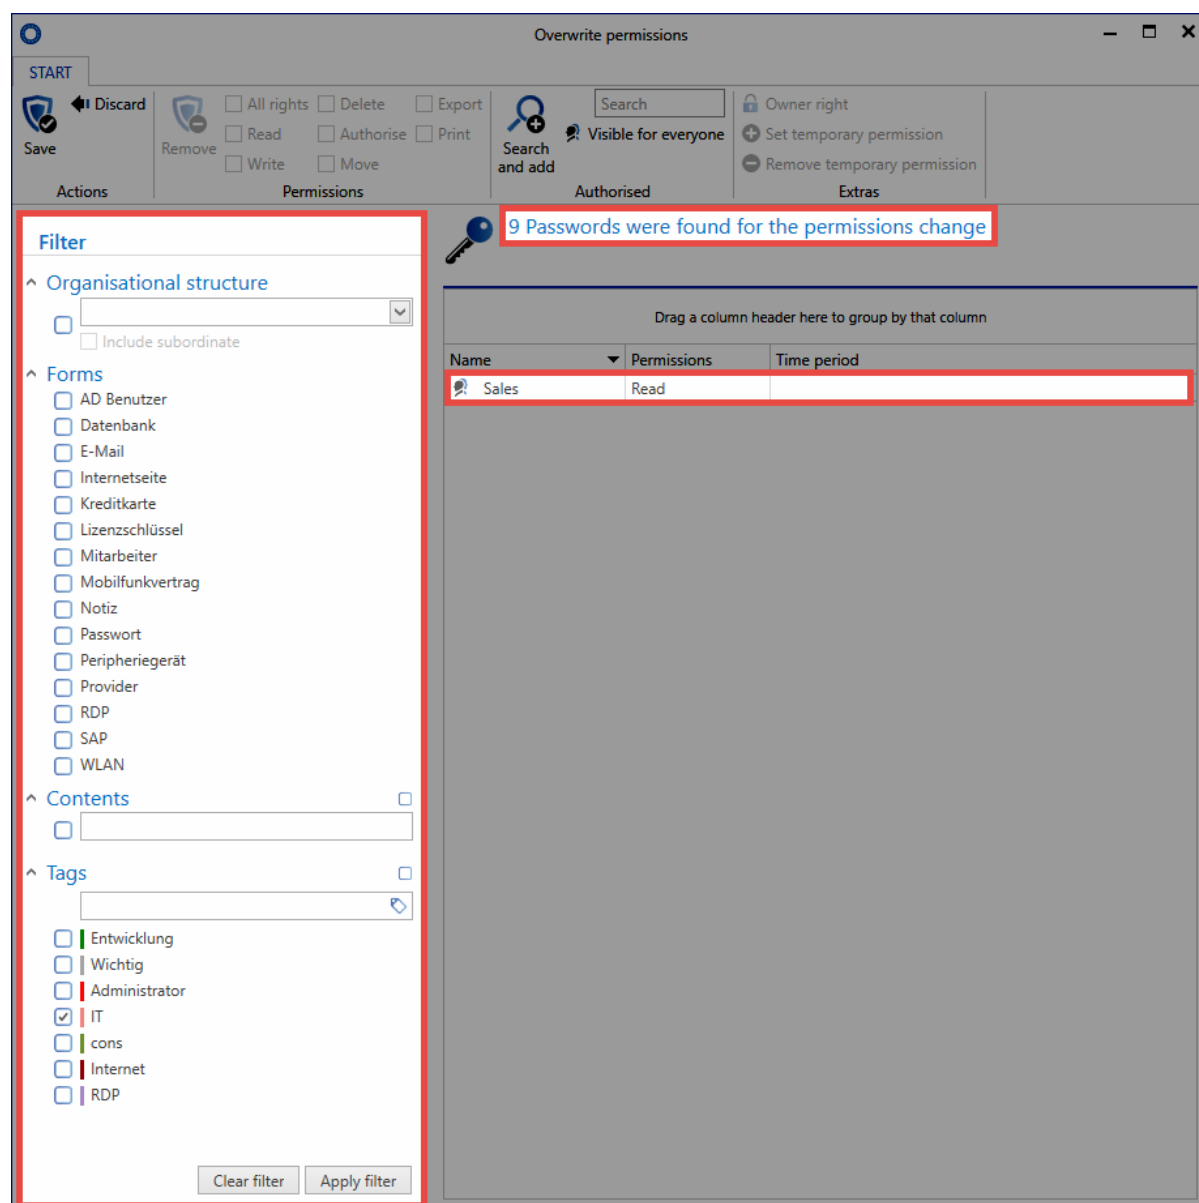 Overwrite permissions
START
Save
Discard
Actions
Remove
All rights
Delete
Export
Read
Authorise
Print
Write
Move
Permissions
Search and add
Search
Visible for everyone
Authorised
Owner right
Set temporary permission
Remove temporary permission
Extras
Filter
Organisational structure
Include subordinate
Forms
AD Benutzer
Datenbank
E-Mail
Internetseite
Kreditkarte
Lizenzschlüssel
Mitarbeiter
Mobilfunkvertrag
Notiz
Passwort
Peripheriegerät
Provider
RDP
SAP
WLAN
Contents
Tags
Entwicklung
Wichtig
Administrator
IT
cons
Internet
RDP
Clear filter
Apply filter
9 Passwords were found for the permissions change
Drag a column header here to group by that column
Name Permissions Time period
Sales Read